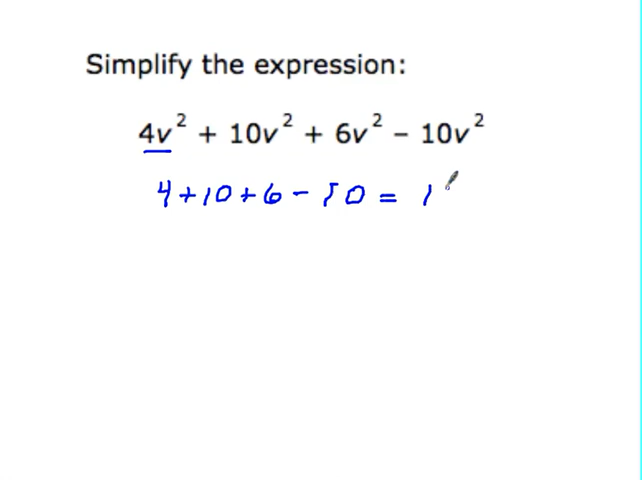 Simplify the expression:
4v² + 10v² + 6v² – 10v²
4 + 10 + 6 – 10 = 1